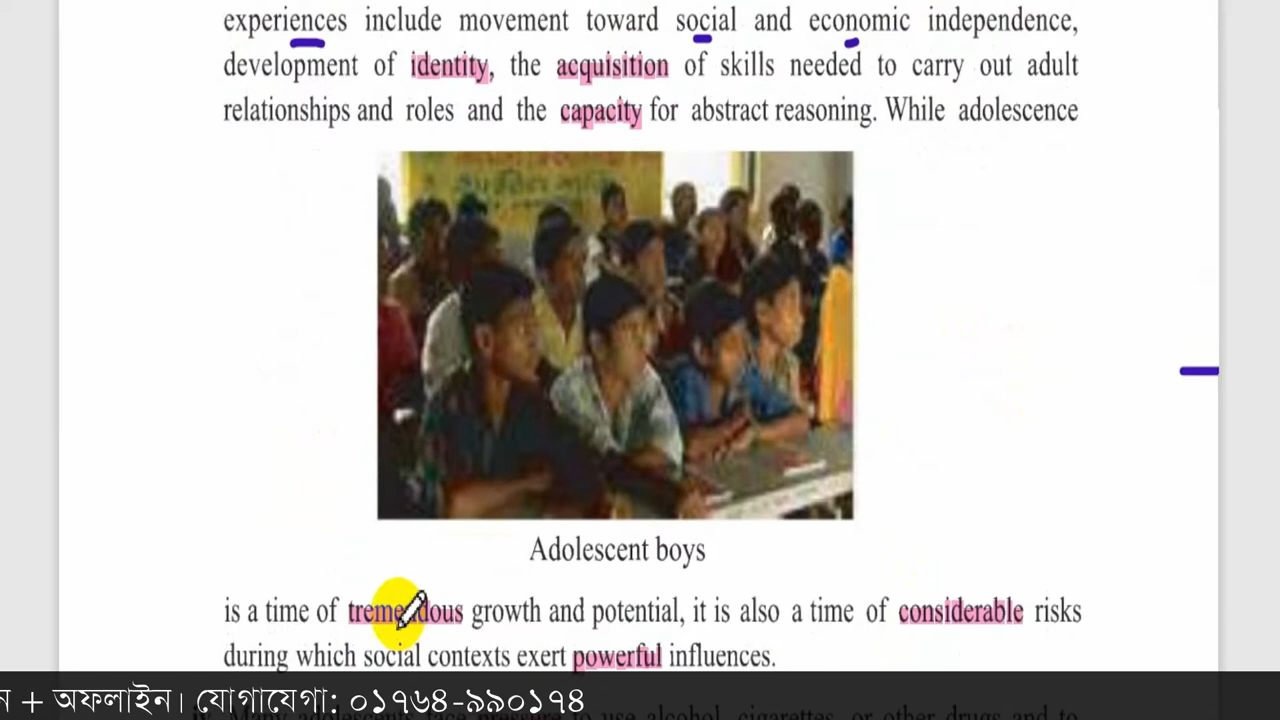 experiences include movement toward social and economic independence,
development of identity, the acquisition of skills needed to carry out adult
relationships and roles and the capacity for abstract reasoning. While adolescence
Adolescent boys
is a time of tremendous growth and potential, it is also a time of considerable risks
during which social contexts exert powerful influences.
ন + অফলাইন। যোগাযেগা: ০১৭৬৪-৯৯০১৭৪